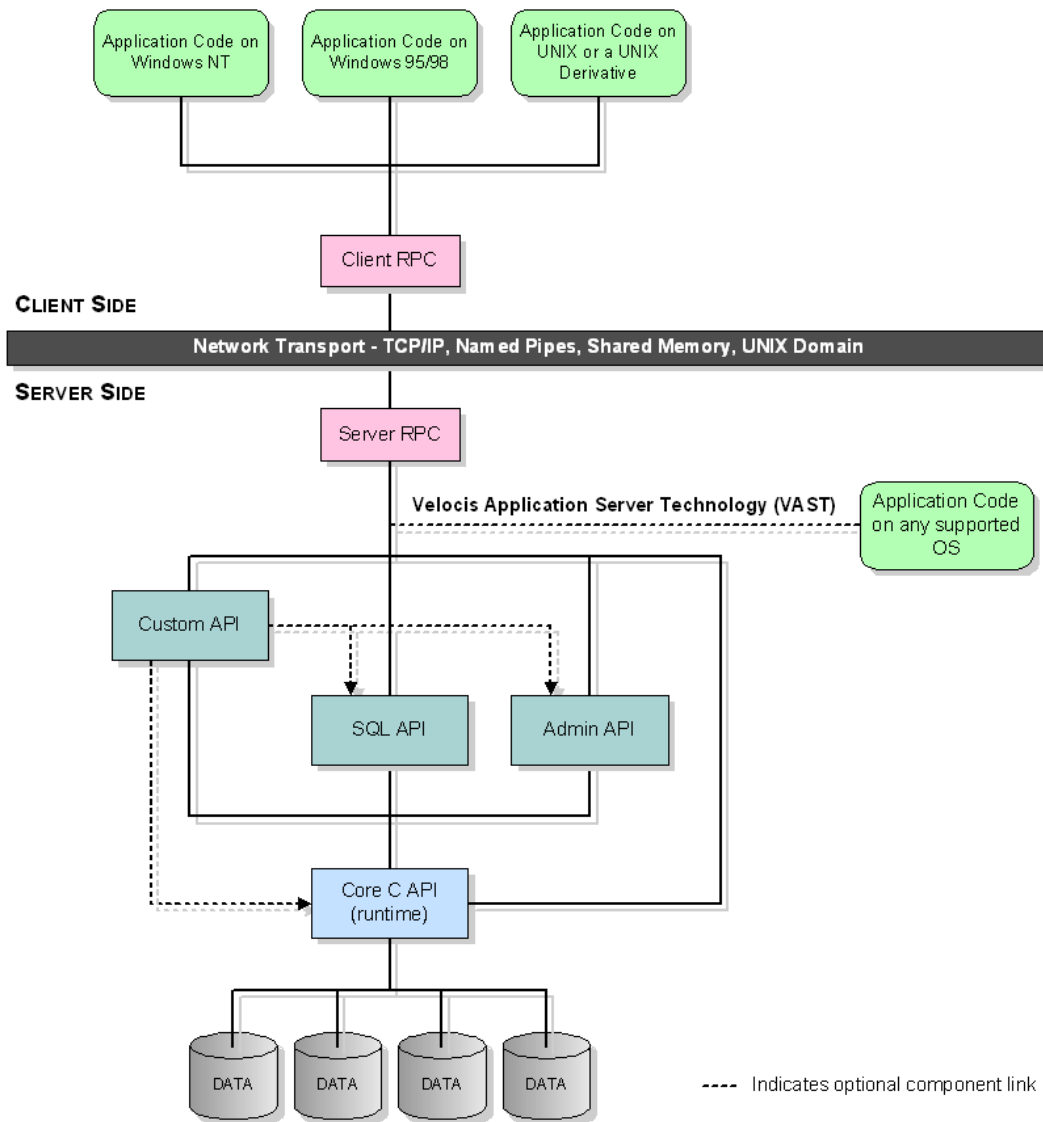 Application Code on
Windows NT
Application Code on
Windows 95/98
Application Code on
UNIX or a UNIX
Derivative
Client RPC
CLIENT SIDE
Network Transport - TCP/IP, Named Pipes, Shared Memory, UNIX Domain
SERVER SIDE
Server RPC
Velocis Application Server Technology (VAST)
Application Code
on any supported
OS
Custom API
SQL API
Admin API
Core C API
(runtime)
DATA
DATA
DATA
DATA
---- Indicates optional component link